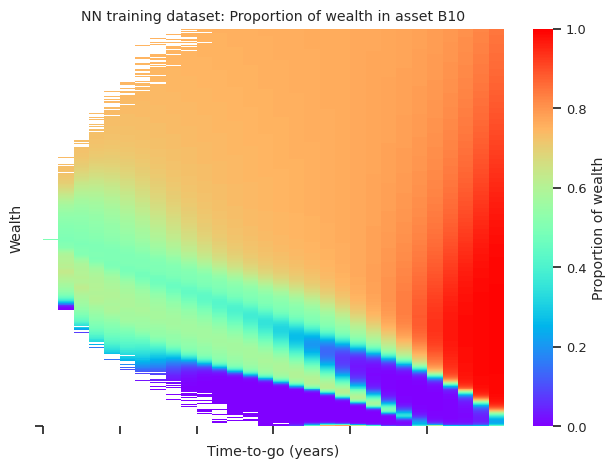 NN training dataset: Proportion of wealth in asset B10
Wealth
Time-to-go (years)
1.0
0.8
0.6
0.4
0.2
0.0
Proportion of wealth